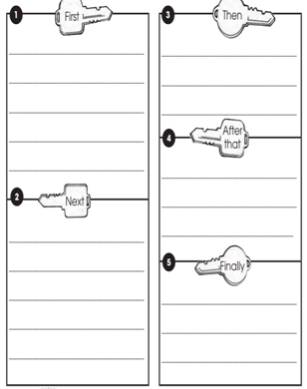 1
First
2
Next
3
Then
4
After
that
5
Finally